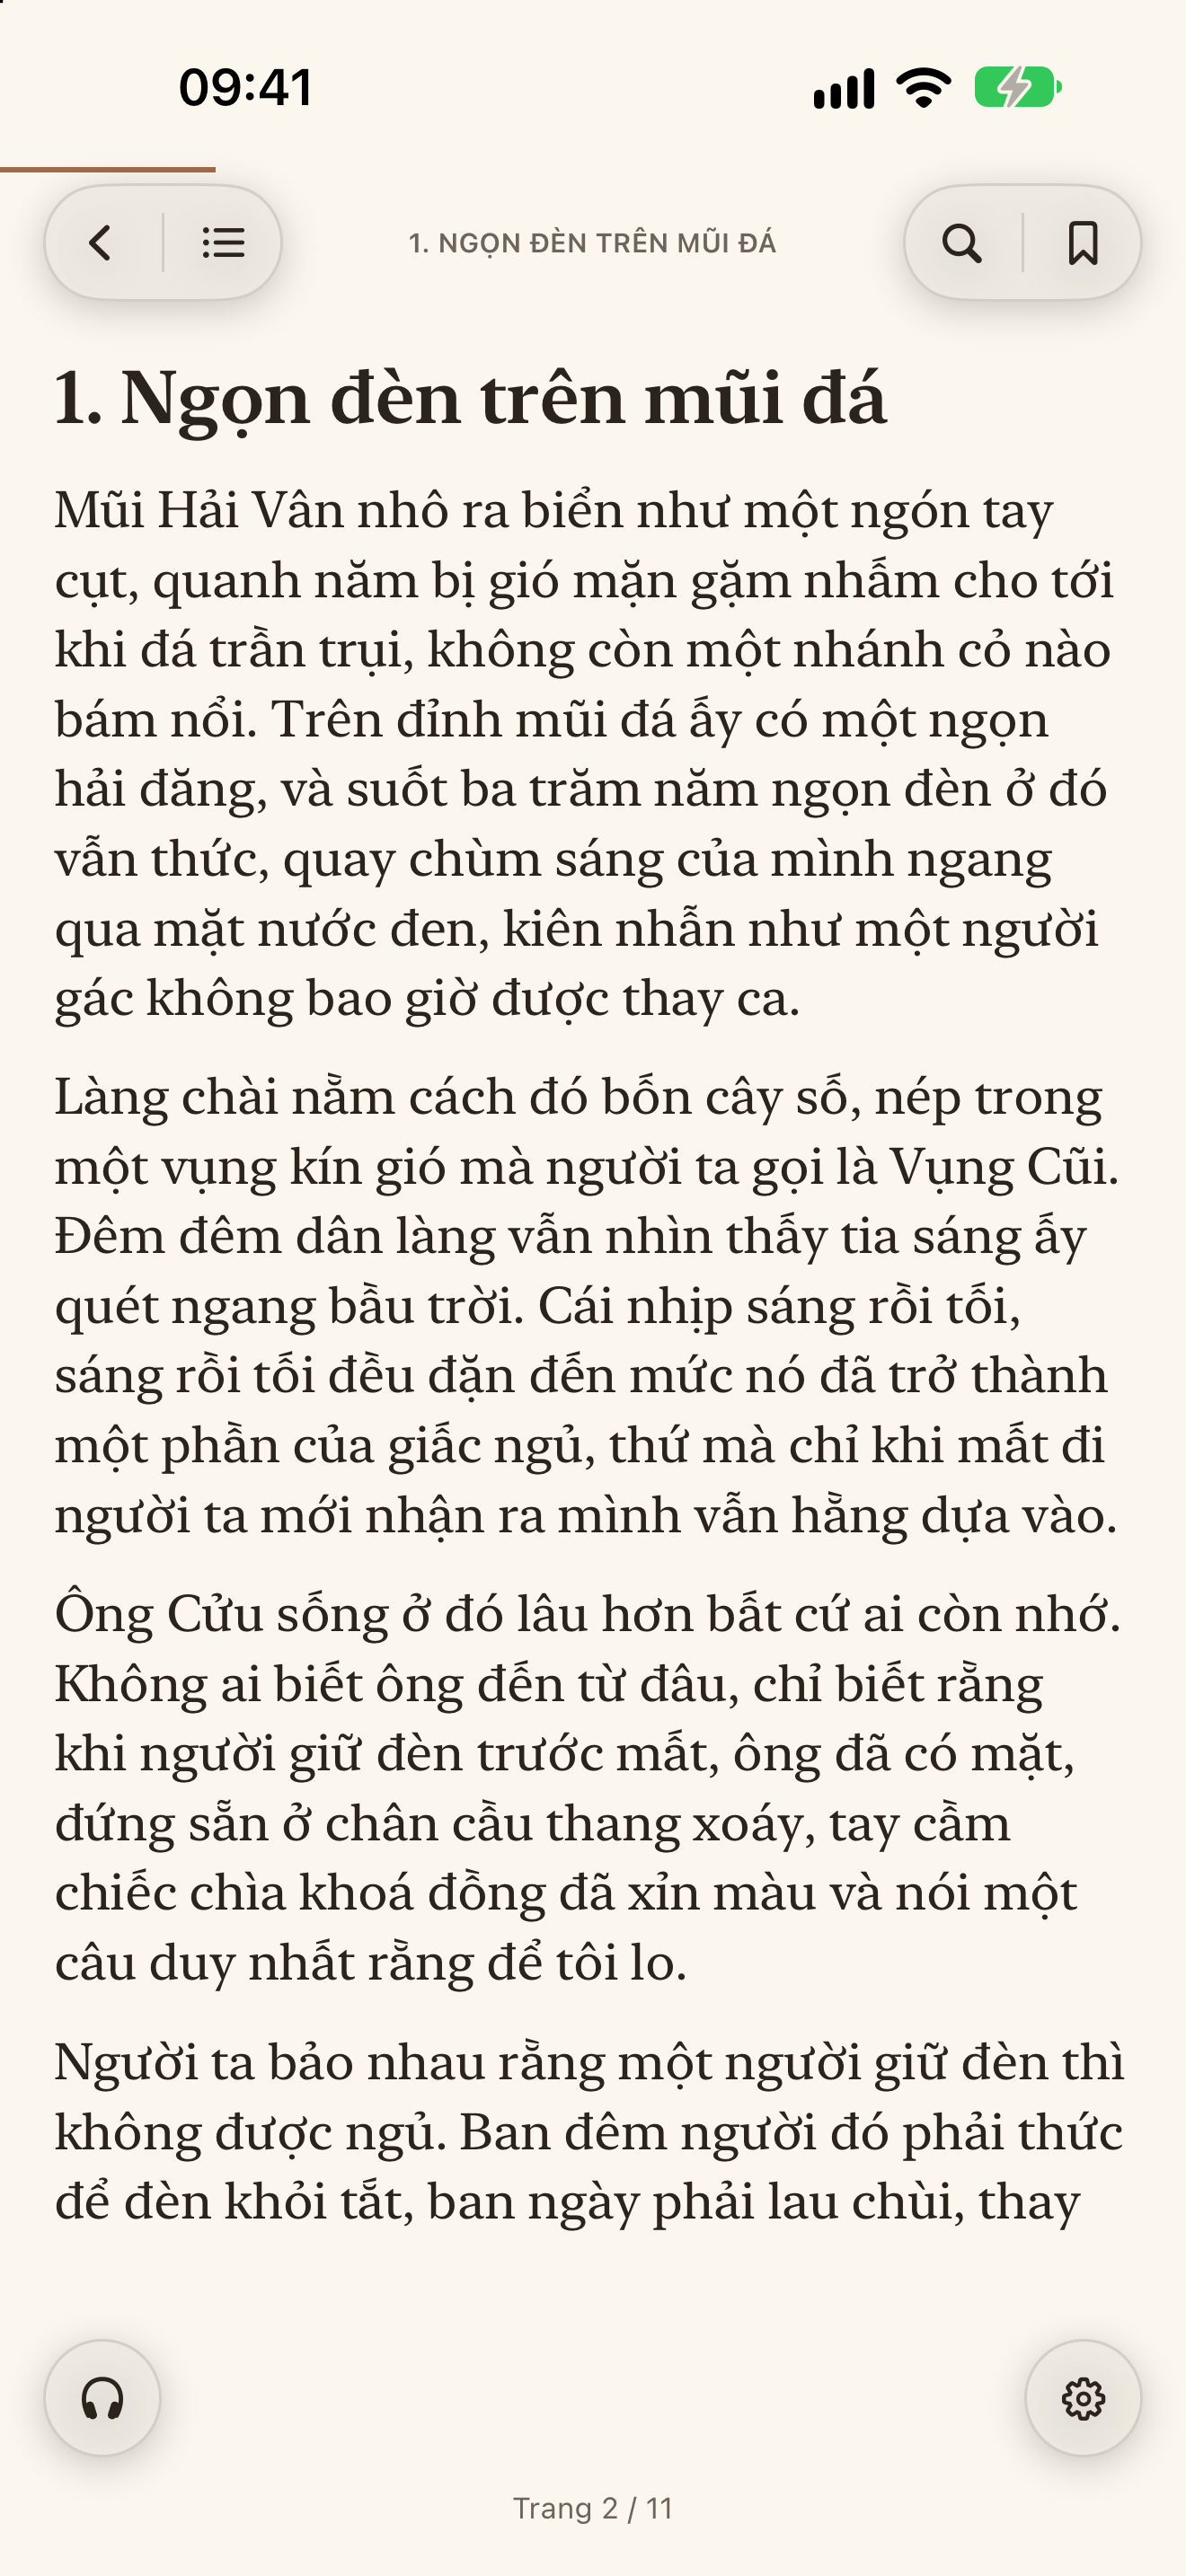 09:41
1. NGỌN ĐÈN TRÊN MŨI ĐÁ
1. Ngọn đèn trên mũi đá
Mũi Hải Vân nhô ra biển như một ngón tay
cụt, quanh năm bị gió mặn gặm nhấm cho tới
khi đá trần trụi, không còn một nhánh cỏ nào
bám nổi. Trên đỉnh mũi đá ấy có một ngọn
hải đăng, và suốt ba trăm năm ngọn đèn ở đó
vẫn thức, quay chùm sáng của mình ngang
qua mặt nước đen, kiên nhẫn như một người
gác không bao giờ được thay ca.
Làng chài nằm cách đó bốn cây số, nép trong
một vụng kín gió mà người ta gọi là Vụng Cũi.
Đêm đêm dân làng vẫn nhìn thấy tia sáng ấy
quét ngang bầu trời. Cái nhịp sáng rồi tối,
sáng rồi tối đều đặn đến mức nó đã trở thành
một phần của giấc ngủ, thứ mà chỉ khi mất đi
người ta mới nhận ra mình vẫn hằng dựa vào.
Ông Cửu sống ở đó lâu hơn bất cứ ai còn nhớ.
Không ai biết ông đến từ đâu, chỉ biết rằng
khi người giữ đèn trước mất, ông đã có mặt,
đứng sẵn ở chân cầu thang xoáy, tay cầm
chiếc chìa khoá đồng đã xỉn màu và nói một
câu duy nhất rằng để tôi lo.
Người ta bảo nhau rằng một người giữ đèn thì
không được ngủ. Ban đêm người đó phải thức
để đèn khỏi tắt, ban ngày phải lau chùi, thay
Trang 2 / 11